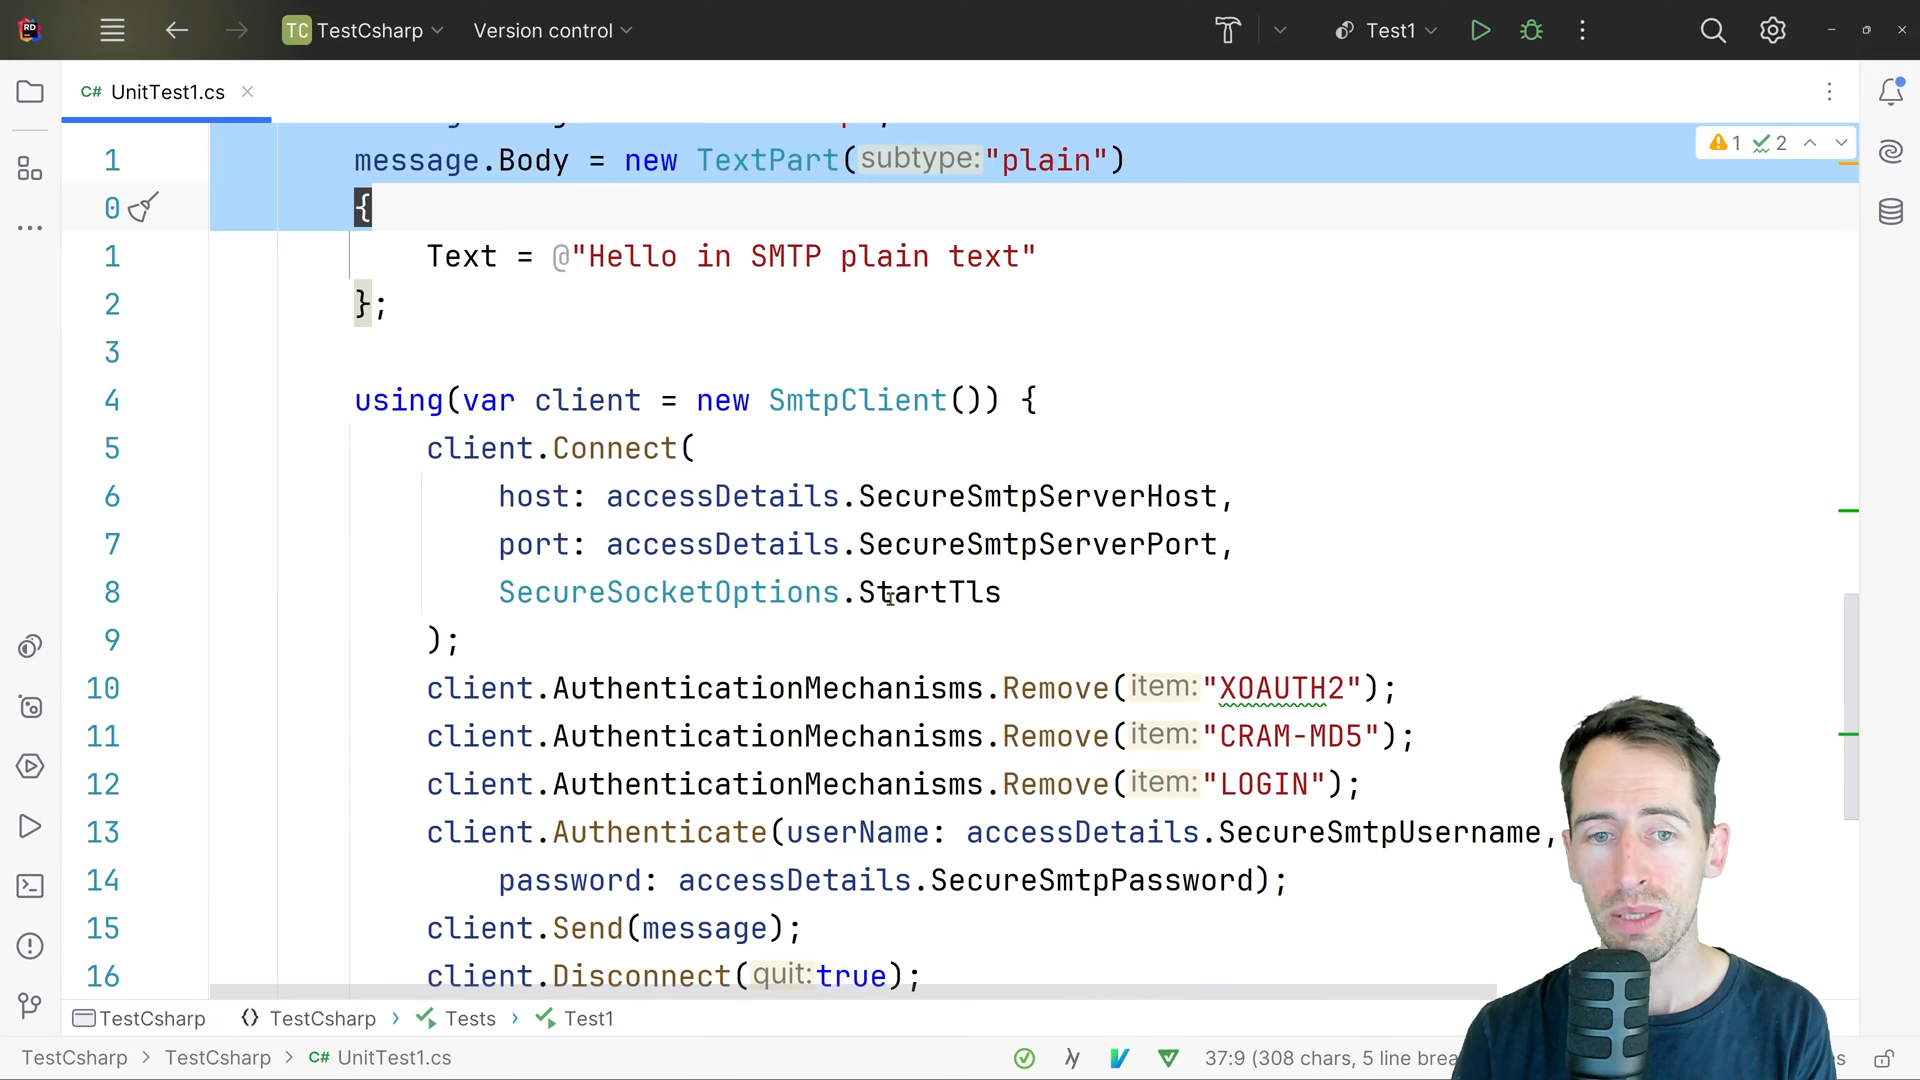 RD
TC TestCsharp Version control Test1
C# UnitTest1.cs
1 2
1 message.Body = new TextPart( subtype: "plain")
0 {
1 Text = @"Hello in SMTP plain text"
2 };
3
4 using(var client = new SmtpClient()) {
5 client.Connect(
6 host: accessDetails.SecureSmtpServerHost,
7 port: accessDetails.SecureSmtpServerPort,
8 SecureSocketOptions.StartTls
9 );
10 client.AuthenticationMechanisms.Remove( item: "XOAUTH2");
11 client.AuthenticationMechanisms.Remove( item: "CRAM-MD5");
12 client.AuthenticationMechanisms.Remove( item: "LOGIN");
13 client.Authenticate(userName: accessDetails.SecureSmtpUsername,
14 password: accessDetails.SecureSmtpPassword);
15 client.Send(message);
16 client.Disconnect( quit: true);
TestCsharp TestCsharp Tests Test1
TestCsharp TestCsharp C# UnitTest1.cs 37:9 (308 chars, 5 line